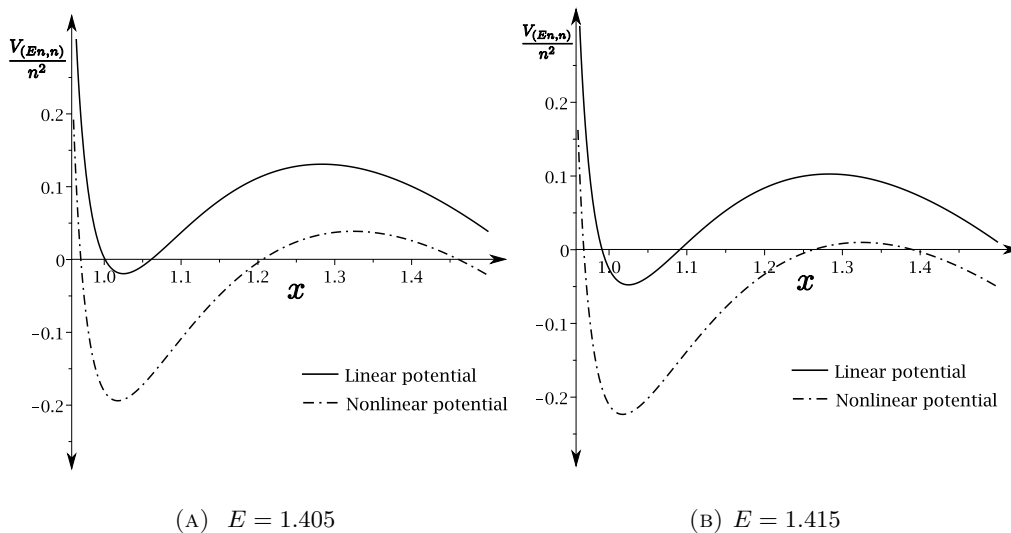 V(En,n)
n²
0.2
0.1
0
−0.1
−0.2
1.0
1.1
1.2
1.3
1.4
x
Linear potential
Nonlinear potential
(A) E = 1.405
V(En,n)
n²
0.2
0.1
0
−0.1
−0.2
1.0
1.1
1.2
1.3
1.4
x
Linear potential
Nonlinear potential
(B) E = 1.415